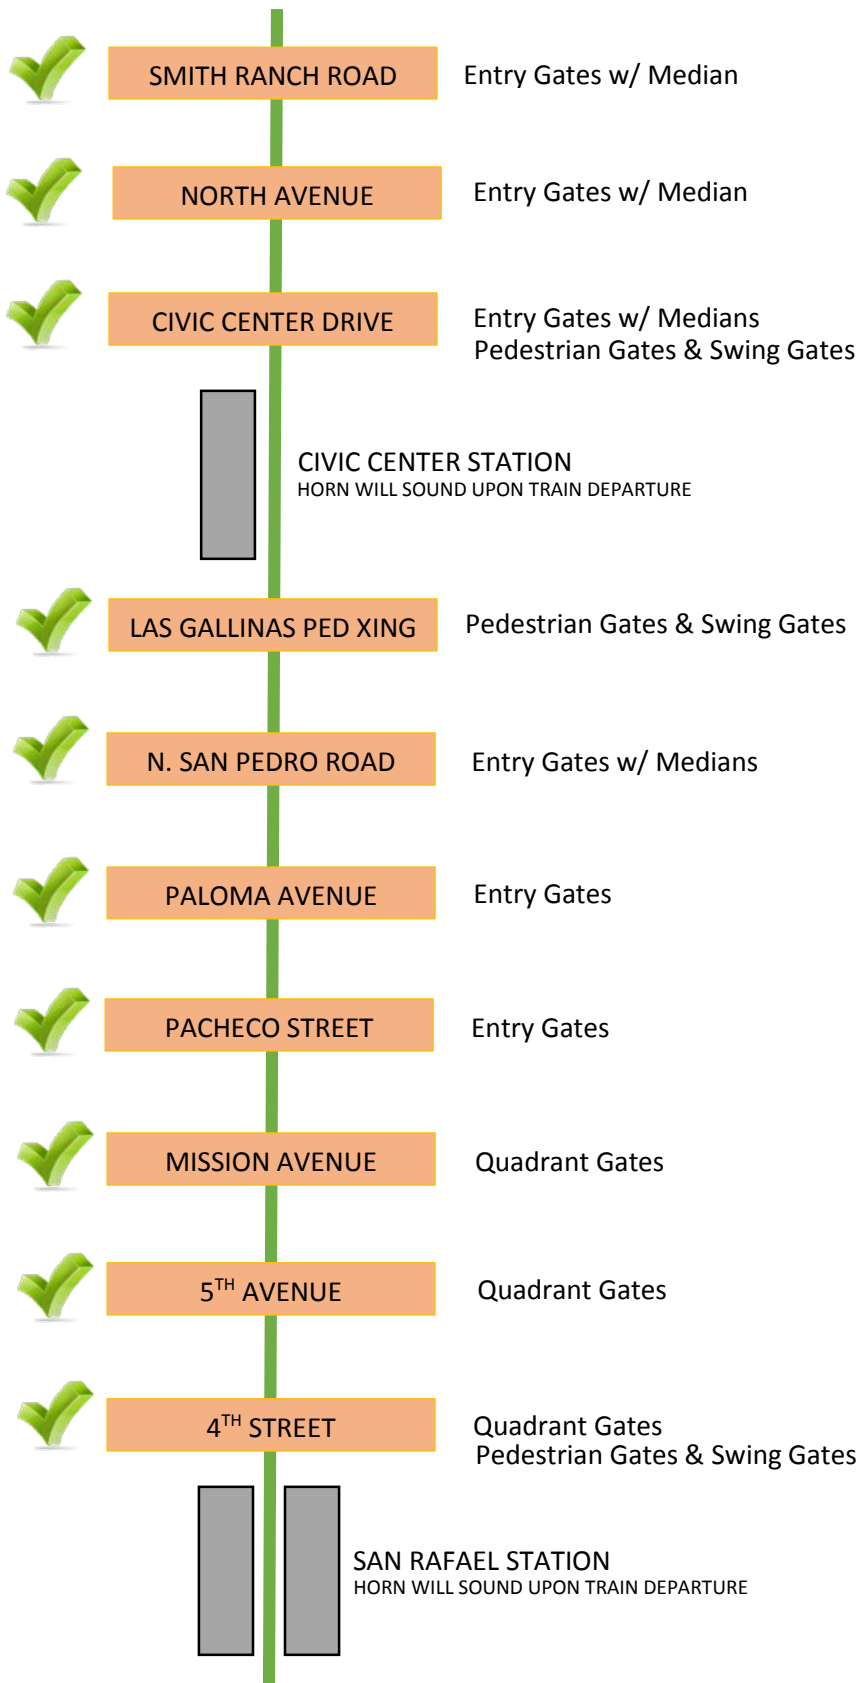 SMITH RANCH ROAD
Entry Gates w/ Median
NORTH AVENUE
Entry Gates w/ Median
CIVIC CENTER DRIVE
Entry Gates w/ Medians
Pedestrian Gates & Swing Gates
CIVIC CENTER STATION
HORN WILL SOUND UPON TRAIN DEPARTURE
LAS GALLINAS PED XING
Pedestrian Gates & Swing Gates
N. SAN PEDRO ROAD
Entry Gates w/ Medians
PALOMA AVENUE
Entry Gates
PACHECO STREET
Entry Gates
MISSION AVENUE
Quadrant Gates
5TH AVENUE
Quadrant Gates
4TH STREET
Quadrant Gates
Pedestrian Gates & Swing Gates
SAN RAFAEL STATION
HORN WILL SOUND UPON TRAIN DEPARTURE